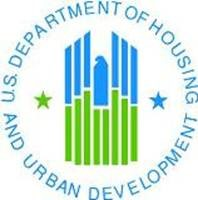 U.S. DEPARTMENT OF HOUSING
AND URBAN DEVELOPMENT